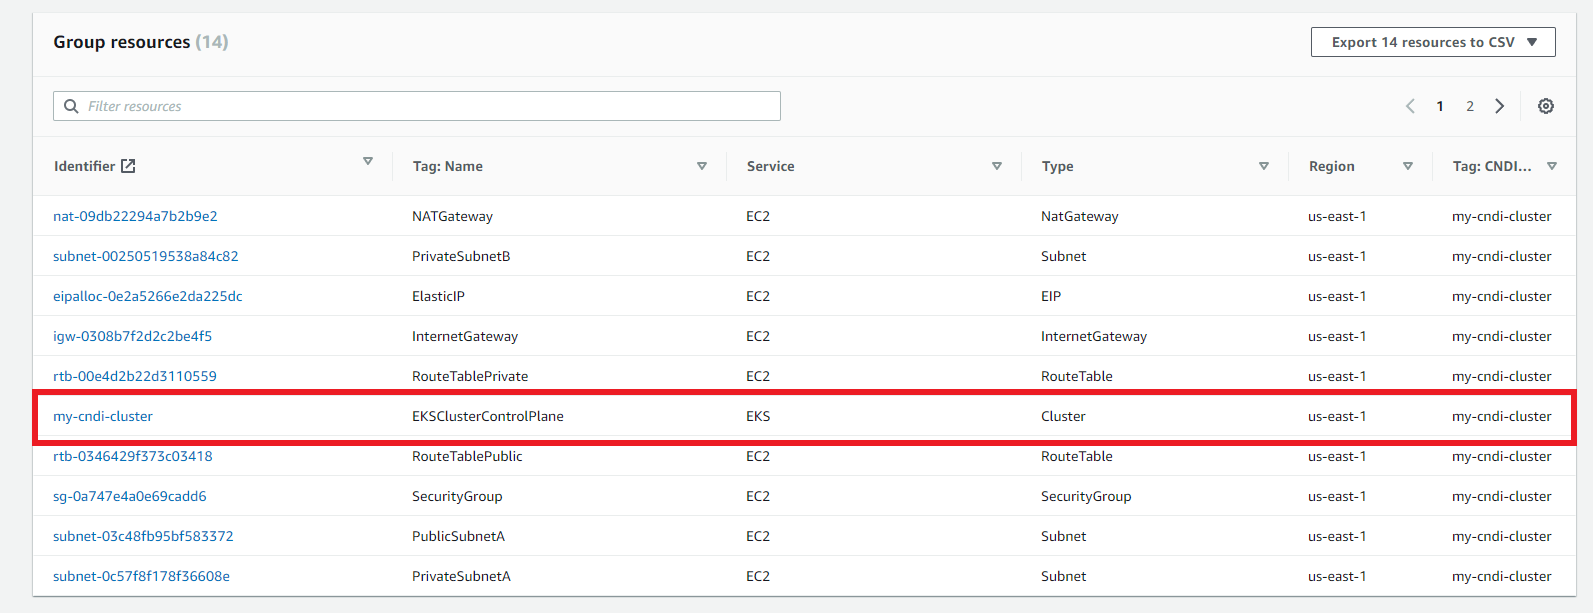 Group resources (14)
Export 14 resources to CSV
Filter resources
1 2
Identifier Tag: Name Service Type Region Tag: CNDI...
nat-09db22294a7b2b9e2 NATGateway EC2 NatGateway us-east-1 my-cndi-cluster
subnet-00250519538a84c82 PrivateSubnetB EC2 Subnet us-east-1 my-cndi-cluster
eipalloc-0e2a5266e2da225dc ElasticIP EC2 EIP us-east-1 my-cndi-cluster
igw-0308b7f2d2c2be4f5 InternetGateway EC2 InternetGateway us-east-1 my-cndi-cluster
rtb-00e4d2b22d3110559 RouteTablePrivate EC2 RouteTable us-east-1 my-cndi-cluster
my-cndi-cluster EKSClusterControlPlane EKS Cluster us-east-1 my-cndi-cluster
rtb-0346429f373c03418 RouteTablePublic EC2 RouteTable us-east-1 my-cndi-cluster
sg-0a747e4a0e69cadd6 SecurityGroup EC2 SecurityGroup us-east-1 my-cndi-cluster
subnet-03c48fb95bf583372 PublicSubnetA EC2 Subnet us-east-1 my-cndi-cluster
subnet-0c57f8f178f36608e PrivateSubnetA EC2 Subnet us-east-1 my-cndi-cluster